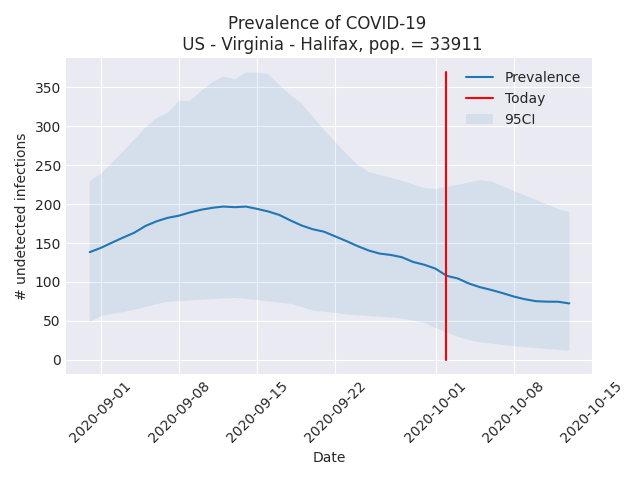 Prevalence of COVID-19
US - Virginia - Halifax, pop. = 33911
Prevalence
Today
95CI
350
300
250
200
150
100
50
0
# undetected infections
2020-09-01
2020-09-08
2020-09-15
2020-09-22
2020-10-01
2020-10-08
2020-10-15
Date